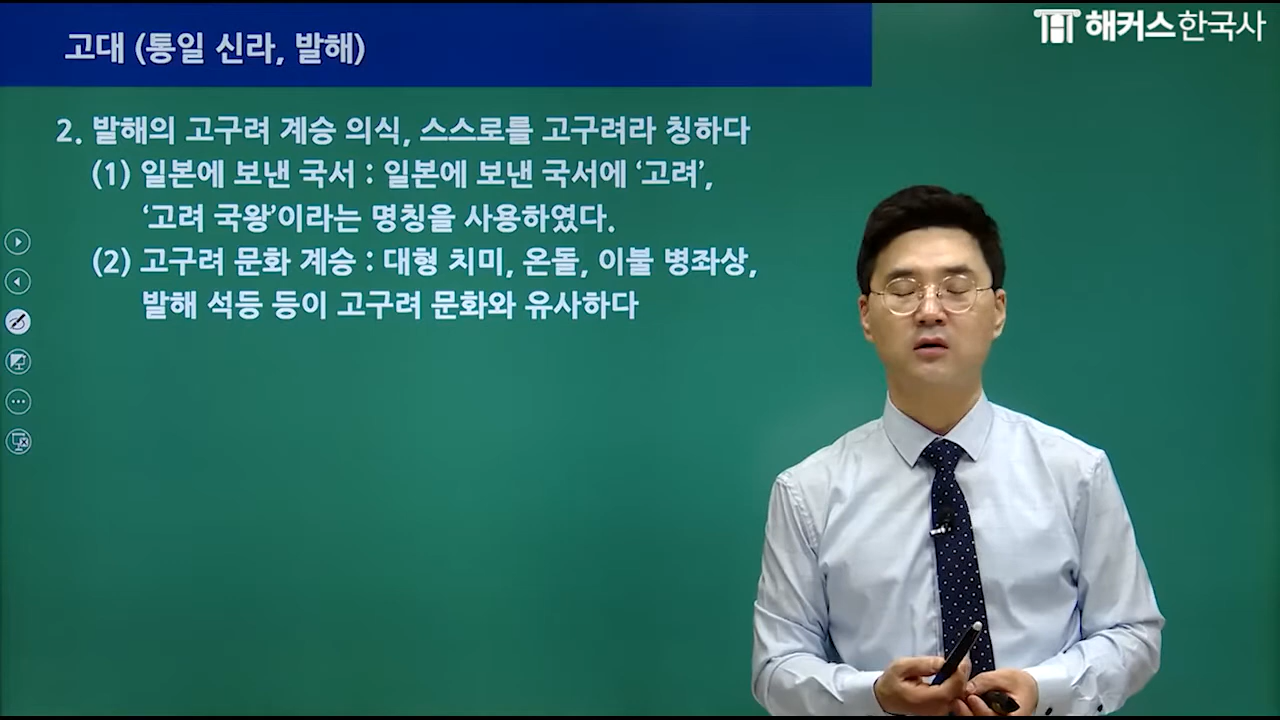 고대 (통일 신라, 발해)
해커스한국사
2. 발해의 고구려 계승 의식, 스스로를 고구려라 칭하다
(1) 일본에 보낸 국서 : 일본에 보낸 국서에 ‘고려’,
‘고려 국왕’이라는 명칭을 사용하였다.
(2) 고구려 문화 계승 : 대형 치미, 온돌, 이불 병좌상,
발해 석등 등이 고구려 문화와 유사하다